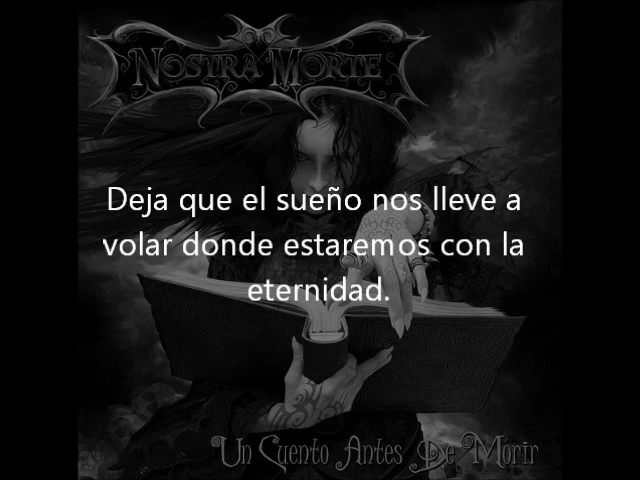 NOSTRA MORTE
Deja que el sueño nos lleve a
volar donde estaremos con la
eternidad.
Un Cuento Antes De Morir